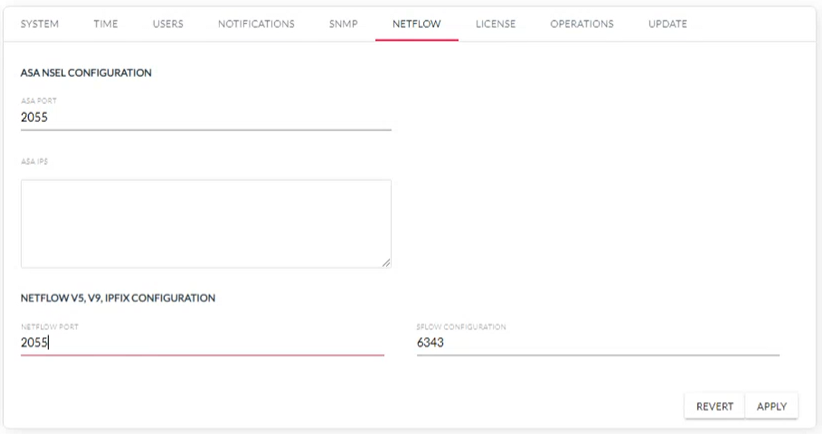 SYSTEM TIME USERS NOTIFICATIONS SNMP NETFLOW LICENSE OPERATIONS UPDATE
ASA NSEL CONFIGURATION
ASA PORT
2055
ASA IPS
NETFLOW V5, V9, IPFIX CONFIGURATION
NETFLOW PORT SFLOW CONFIGURATION
2055 6343
REVERT APPLY